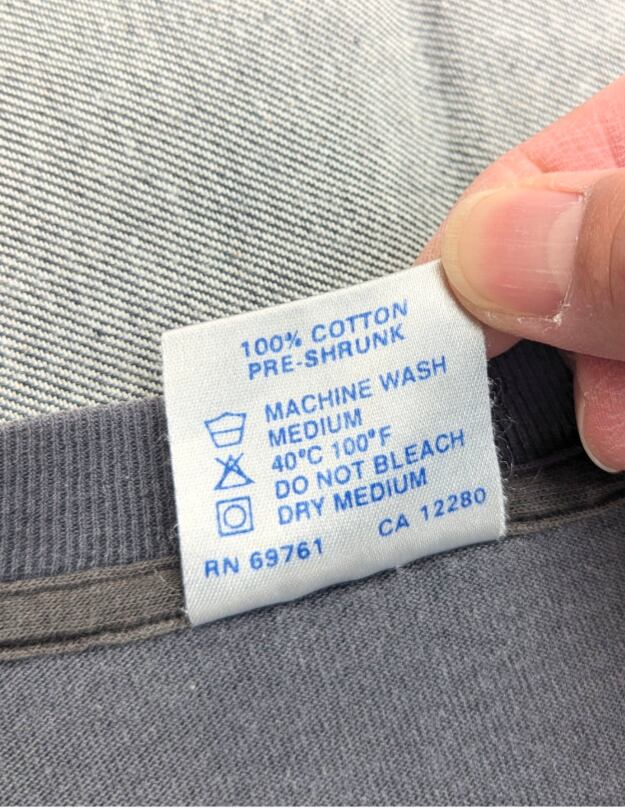 100% COTTON
PRE-SHRUNK
MACHINE WASH
MEDIUM
40°C 100°F
DO NOT BLEACH
DRY MEDIUM
RN 69761 CA 12280